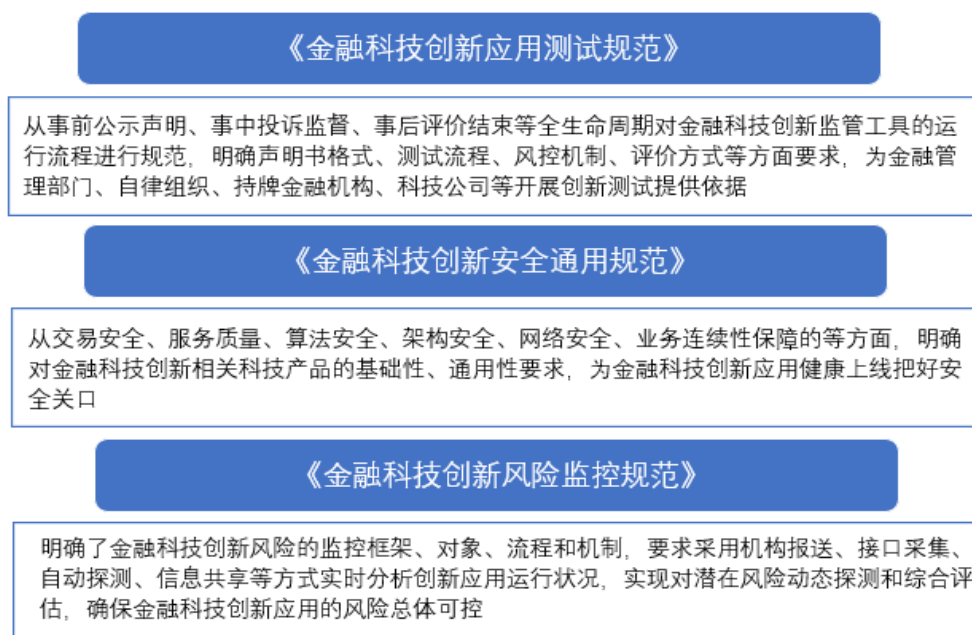 《金融科技创新应用测试规范》
从事前公示声明、事中投诉监督、事后评价结束等全生命周期对金融科技创新监管工具的运
行流程进行规范，明确声明书格式、测试流程、风控机制、评价方式等方面要求，为金融管
理部门、自律组织、持牌金融机构、科技公司等开展创新测试提供依据
《金融科技创新安全通用规范》
从交易安全、服务质量、算法安全、架构安全、网络安全、业务连续性保障的等方面，明确
对金融科技创新相关科技产品的基础性、通用性要求，为金融科技创新应用健康上线把好安
全关口
《金融科技创新风险监控规范》
明确了金融科技创新风险的监控框架、对象、流程和机制，要求采用机构报送、接口采集、
自动探测、信息共享等方式实时分析创新应用运行状况，实现对潜在风险动态探测和综合评
估，确保金融科技创新应用的风险总体可控